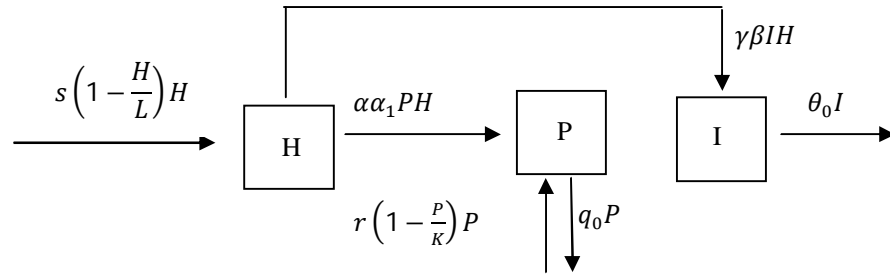 γβIH
s(1 - H/L)H
αα₁PH
θ₀I
H
P
I
r(1 - P/K)P
q₀P